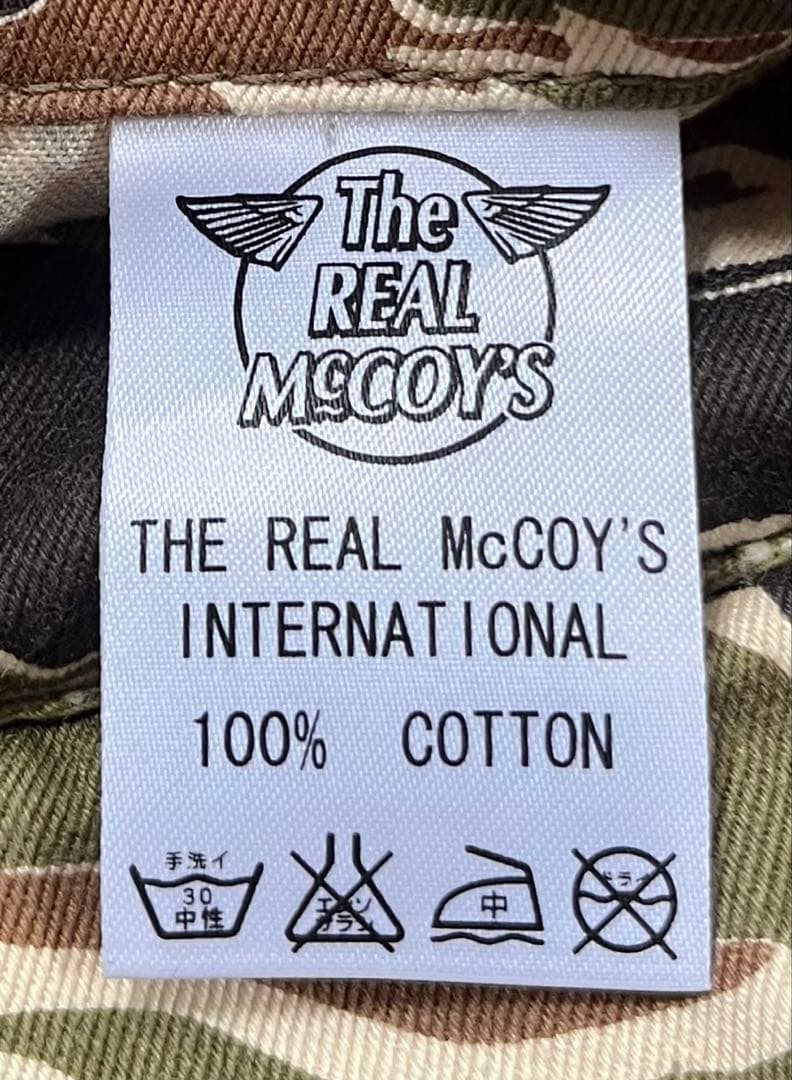 The
REAL
McCOY'S
THE REAL McCOY'S
INTERNATIONAL
100% COTTON
手洗イ
30
中性
エンソ
サラシ
中
ドライ